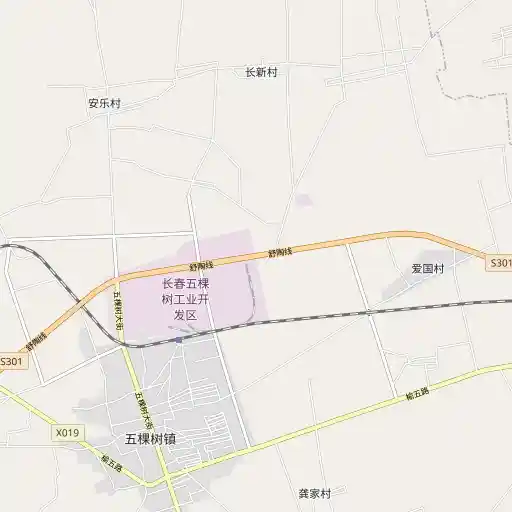 长新村
安乐村
舒陶线
舒陶线
S301
爱国村
长春五棵
树工业开
发区
五棵树大街
舒陶线
S301
五棵树大街
榆五路
X019
五棵树镇
榆五路
龚家村